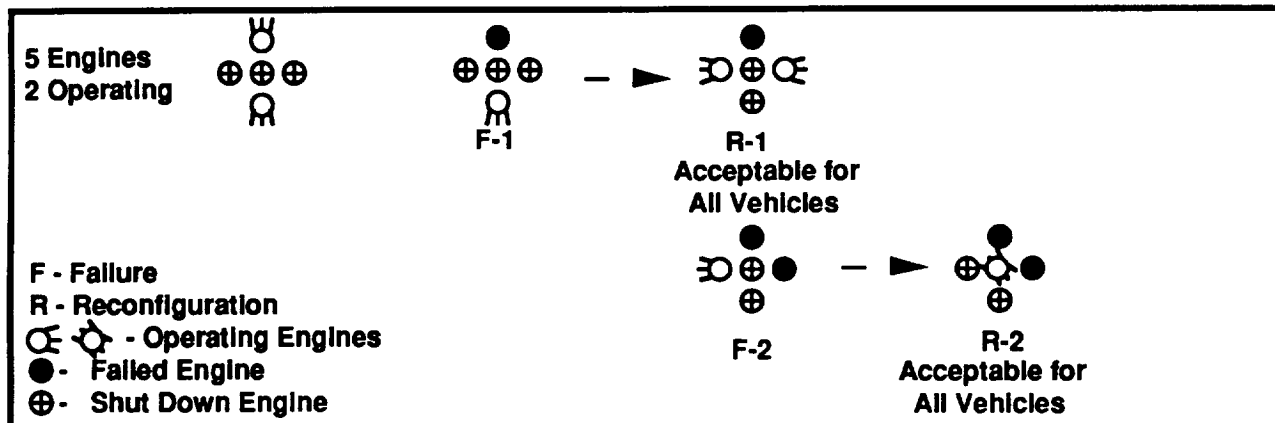 5 Engines
2 Operating
F-1
R-1
Acceptable for
All Vehicles
F-2
R-2
Acceptable for
All Vehicles
F - Failure
R - Reconfiguration
- Operating Engines
- Failed Engine
- Shut Down Engine